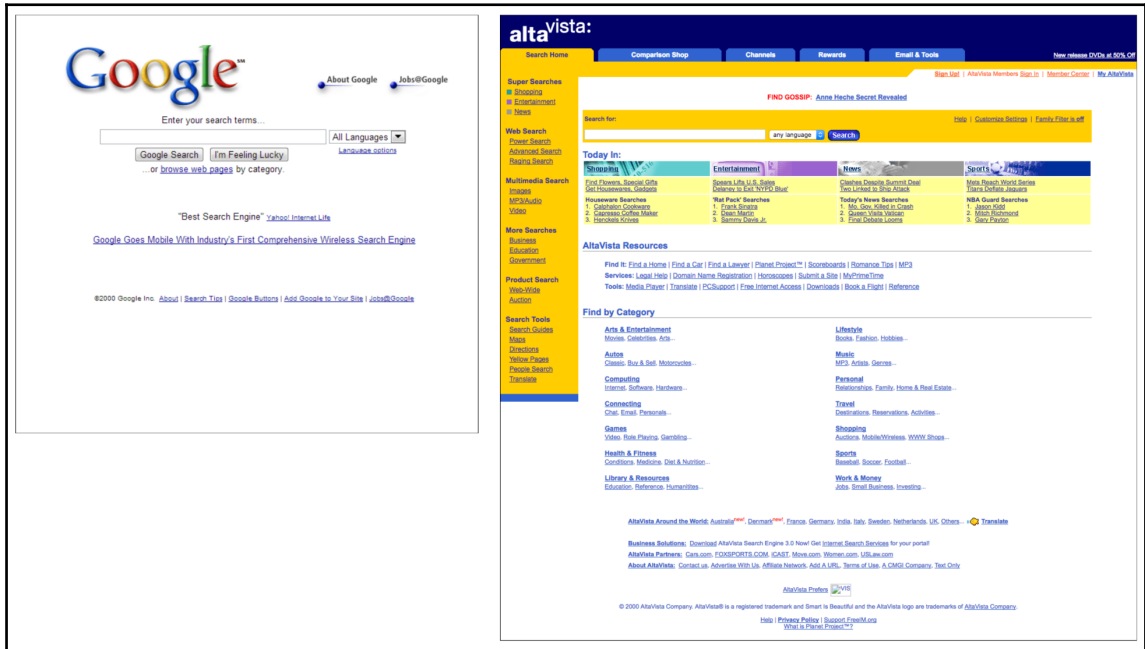 Google℠
About Google
Jobs@Google
Enter your search terms...
All Languages
Google Search
I'm Feeling Lucky
Language options
...or browse web pages by category.
"Best Search Engine" Yahoo! Internet Life
Google Goes Mobile With Industry's First Comprehensive Wireless Search Engine
©2000 Google Inc. About | Search Tips | Google Buttons | Add Google to Your Site | Jobs@Google
altavista:
Search Home
Comparison Shop
Channels
Rewards
Email & Tools
New release DVDs at 50% Off
Sign Up! | AltaVista Members Sign In | Member Center | My AltaVista
Super Searches
Shopping
Entertainment
News
Web Search
Power Search
Advanced Search
Raging Search
Multimedia Search
Images
MP3/Audio
Video
More Searches
Business
Education
Government
Product Search
Web-Wide
Auction
Search Tools
Search Guides
Maps
Directions
Yellow Pages
People Search
Translate
FIND GOSSIP: Anne Heche Secret Revealed
Search for:
Help | Customize Settings | Family Filter is off
any language
Search
Today In:
Shopping
Find Flowers, Special Gifts
Get Housewares, Gadgets
Houseware Searches
1. Calphalon Cookware
2. Capresso Coffee Maker
3. Henckels Knives
Entertainment
Spears Lifts U.S. Sales
Delaney to Exit 'NYPD Blue'
'Rat Pack' Searches
1. Frank Sinatra
2. Dean Martin
3. Sammy Davis Jr.
News
Clashes Despite Summit Deal
Two Linked to Ship Attack
Today's News Searches
1. Mo. Gov. Killed in Crash
2. Queen Visits Vatican
3. Final Debate Looms
Sports
Mets Reach World Series
Titans Deflate Jaguars
NBA Guard Searches
1. Jason Kidd
2. Mitch Richmond
3. Gary Payton
AltaVista Resources
Find It: Find a Home | Find a Car | Find a Lawyer | Planet Project™ | Scoreboards | Romance Tips | MP3
Services: Legal Help | Domain Name Registration | Horoscopes | Submit a Site | MyPrimeTime
Tools: Media Player | Translate | PCSupport | Free Internet Access | Downloads | Book a Flight | Reference
Find by Category
Arts & Entertainment
Movies, Celebrities, Arts...
Lifestyle
Books, Fashion, Hobbies...
Autos
Classic, Buy & Sell, Motorcycles...
Music
MP3, Artists, Genres...
Computing
Internet, Software, Hardware...
Personal
Relationships, Family, Home & Real Estate...
Connecting
Chat, Email, Personals...
Travel
Destinations, Reservations, Activities...
Games
Video, Role Playing, Gambling...
Shopping
Auctions, Mobile/Wireless, WWW Shops...
Health & Fitness
Conditions, Medicine, Diet & Nutrition...
Sports
Baseball, Soccer, Football...
Library & Resources
Education, Reference, Humanities...
Work & Money
Jobs, Small Business, Investing...
AltaVista Around the World: Australia new!, Denmark new!, France, Germany, India, Italy, Sweden, Netherlands, UK, Others... Translate
Business Solutions: Download AltaVista Search Engine 3.0 Now! Get Internet Search Services for your portal!
AltaVista Partners: Cars.com, FOXSPORTS.COM, iCAST, Move.com, Women.com, USLaw.com
About AltaVista: Contact us, Advertise With Us, Affiliate Network, Add A URL, Terms of Use, A CMGI Company, Text Only
AltaVista Prefers
© 2000 AltaVista Company. AltaVista® is a registered trademark and Smart Is Beautiful and the AltaVista logo are trademarks of AltaVista Company.
Help | Privacy Policy | Support FreeIM.org
What is Planet Project™?